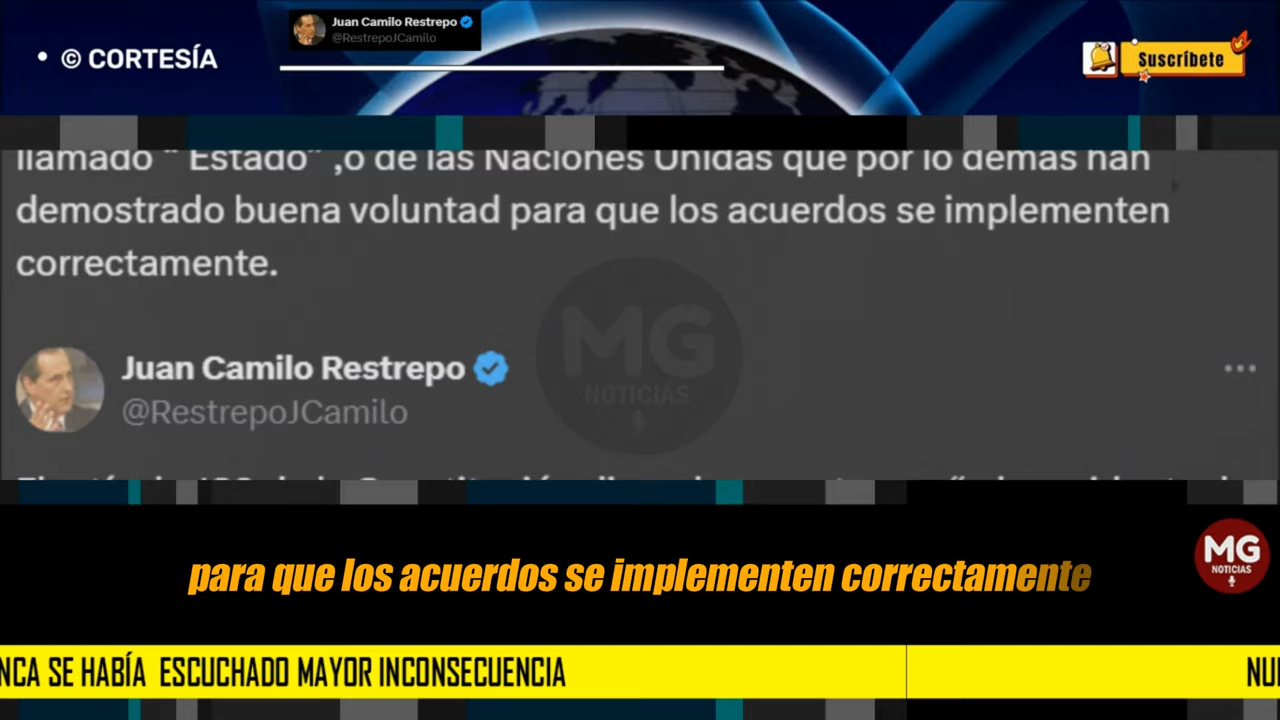 Juan Camilo Restrepo
@RestrepoJCamilo
• © CORTESÍA
Suscríbete
llamado " Estado" ,o de las Naciones Unidas que por lo demás han
demostrado buena voluntad para que los acuerdos se implementen
correctamente.
MG
NOTICIAS
Juan Camilo Restrepo
@RestrepoJCamilo
para que los acuerdos se implementen correctamente
MG
NOTICIAS
NCA SE HABÍA ESCUCHADO MAYOR INCONSECUENCIA
NU